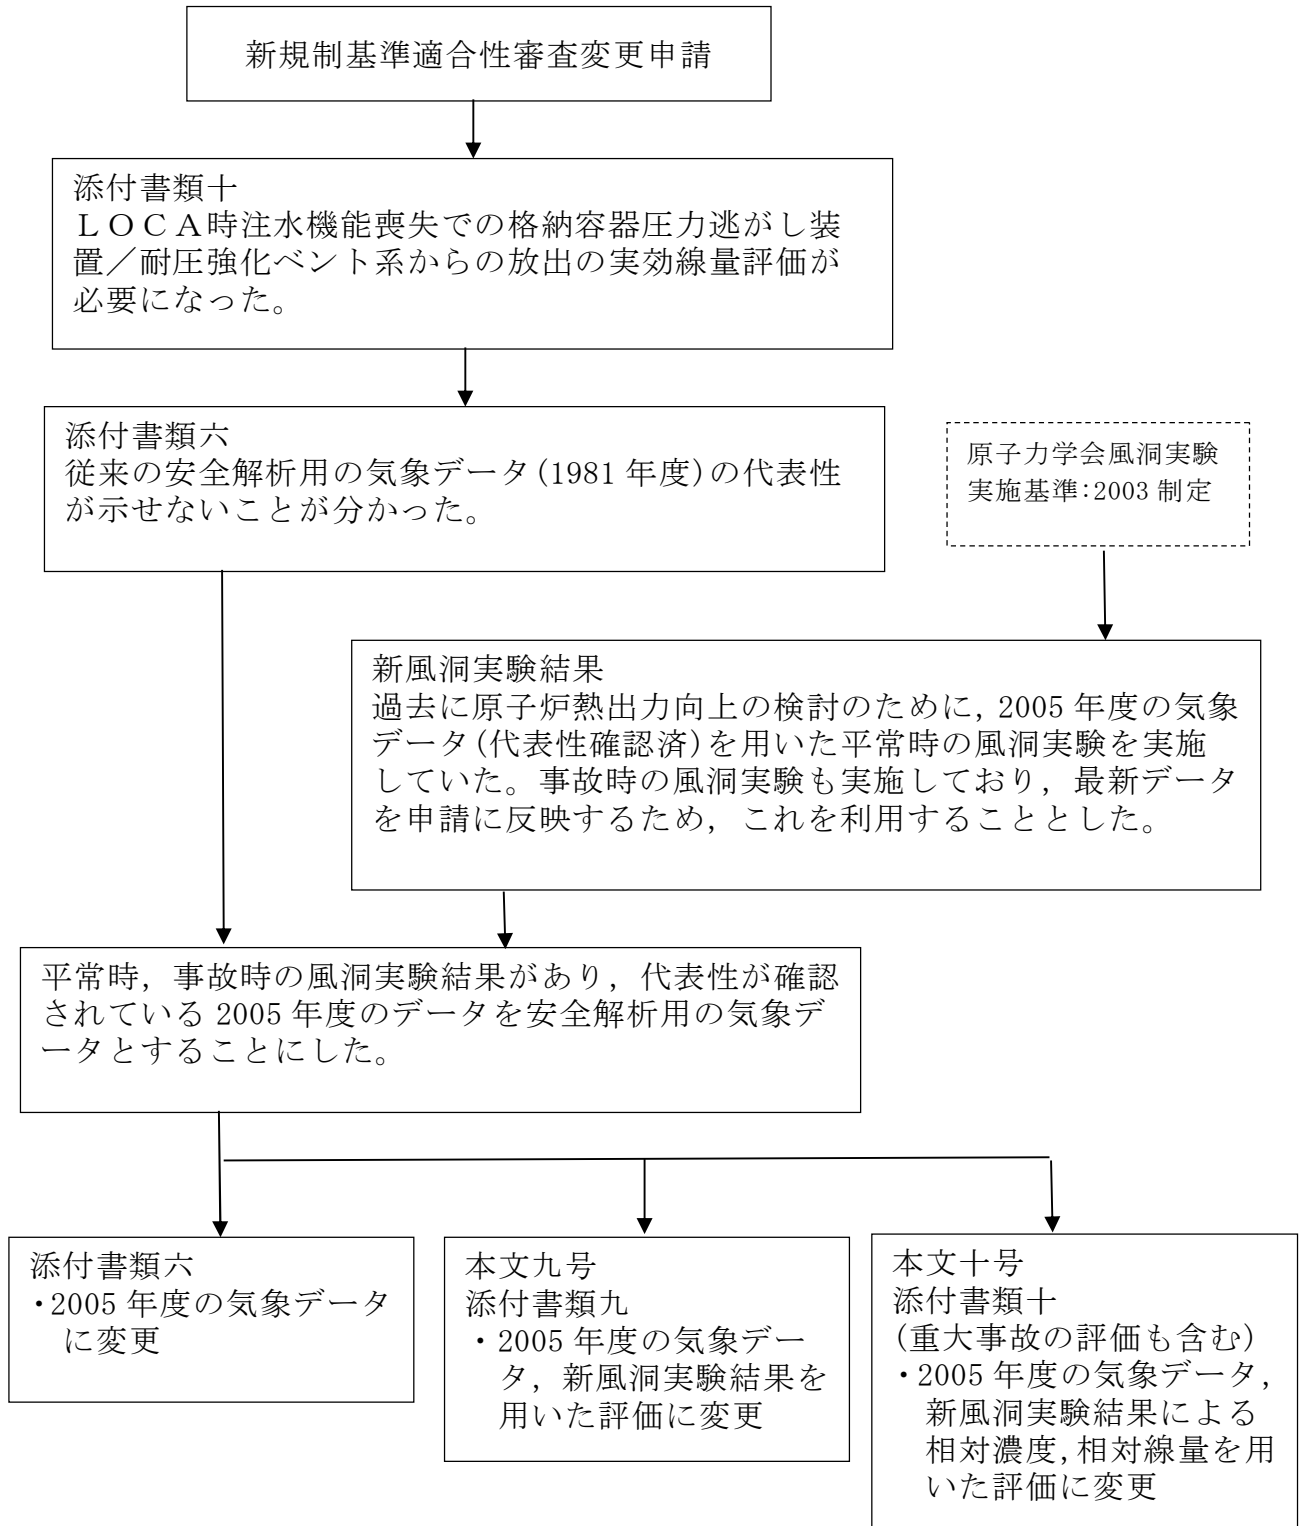 新規制基準適合性審査変更申請
添付書類十
ＬＯＣＡ時注水機能喪失での格納容器圧力逃がし装
置／耐圧強化ベント系からの放出の実効線量評価が
必要になった。
添付書類六
従来の安全解析用の気象データ(1981 年度)の代表性
が示せないことが分かった。
原子力学会風洞実験
実施基準:2003 制定
新風洞実験結果
過去に原子炉熱出力向上の検討のために, 2005 年度の気象
データ(代表性確認済)を用いた平常時の風洞実験を実施
していた。事故時の風洞実験も実施しており，最新データ
を申請に反映するため，これを利用することとした。
平常時，事故時の風洞実験結果があり，代表性が確認
されている 2005 年度のデータを安全解析用の気象デ
ータとすることにした。
添付書類六
・2005 年度の気象データ
に変更
本文九号
添付書類九
・2005 年度の気象デー
タ，新風洞実験結果を
用いた評価に変更
本文十号
添付書類十
(重大事故の評価も含む)
・2005 年度の気象データ,
新風洞実験結果による
相対濃度,相対線量を用
いた評価に変更